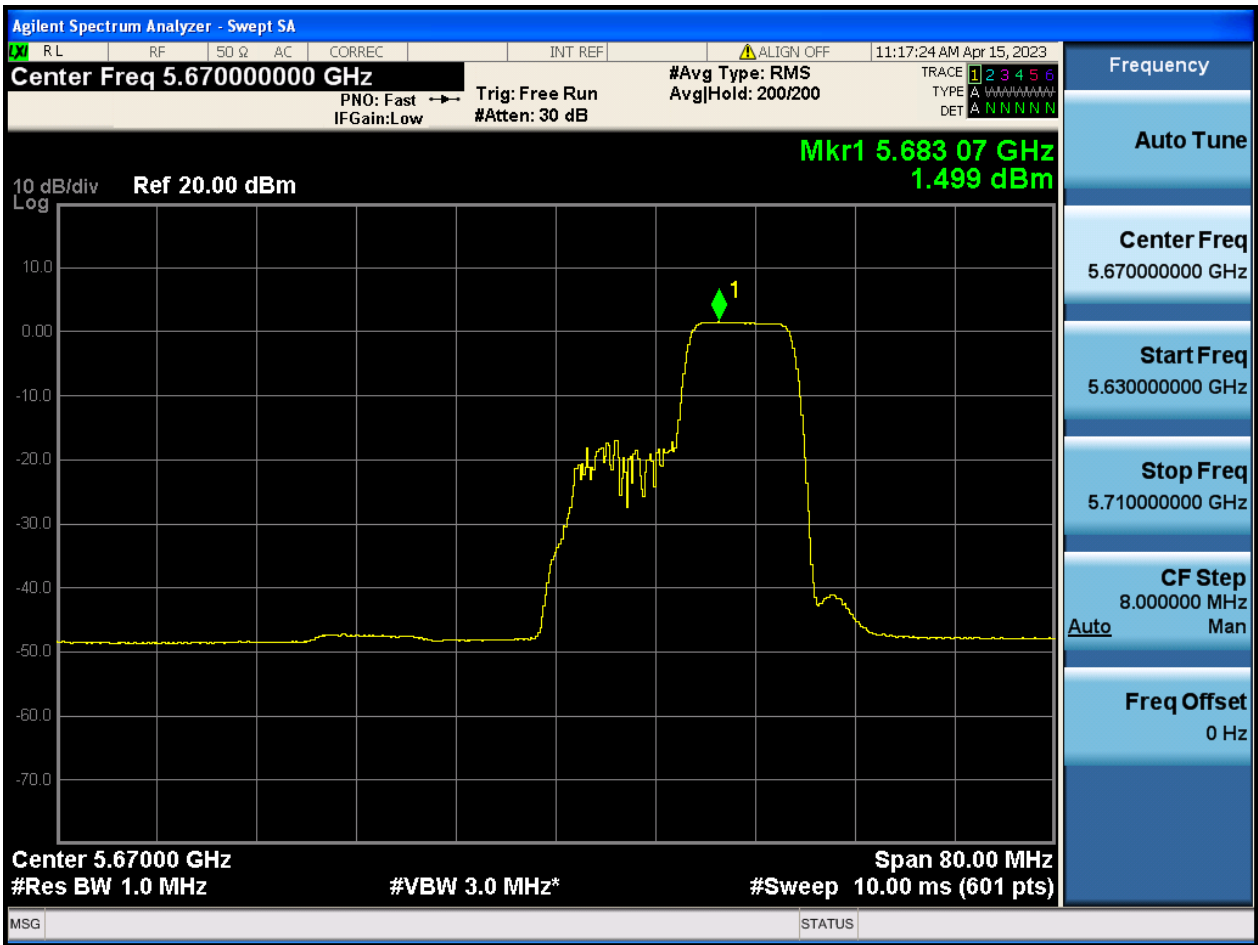 Agilent Spectrum Analyzer - Swept SA
LXI RL RF 50 Ω AC CORREC INT REF ALIGN OFF 11:17:24 AM Apr 15, 2023
Center Freq 5.670000000 GHz
PNO: Fast
IFGain:Low
Trig: Free Run
#Atten: 30 dB
#Avg Type: RMS
Avg|Hold: 200/200
TRACE 1 2 3 4 5 6
TYPE A WWWWWW
DET A N N N N N
Mkr1 5.683 07 GHz
1.499 dBm
10 dB/div Ref 20.00 dBm
Log
10.0
0.00
-10.0
-20.0
-30.0
-40.0
-50.0
-60.0
-70.0
1
Center 5.67000 GHz Span 80.00 MHz
#Res BW 1.0 MHz #VBW 3.0 MHz* #Sweep 10.00 ms (601 pts)
MSG STATUS
Frequency
Auto Tune
Center Freq
5.670000000 GHz
Start Freq
5.630000000 GHz
Stop Freq
5.710000000 GHz
CF Step
8.000000 MHz
Auto Man
Freq Offset
0 Hz